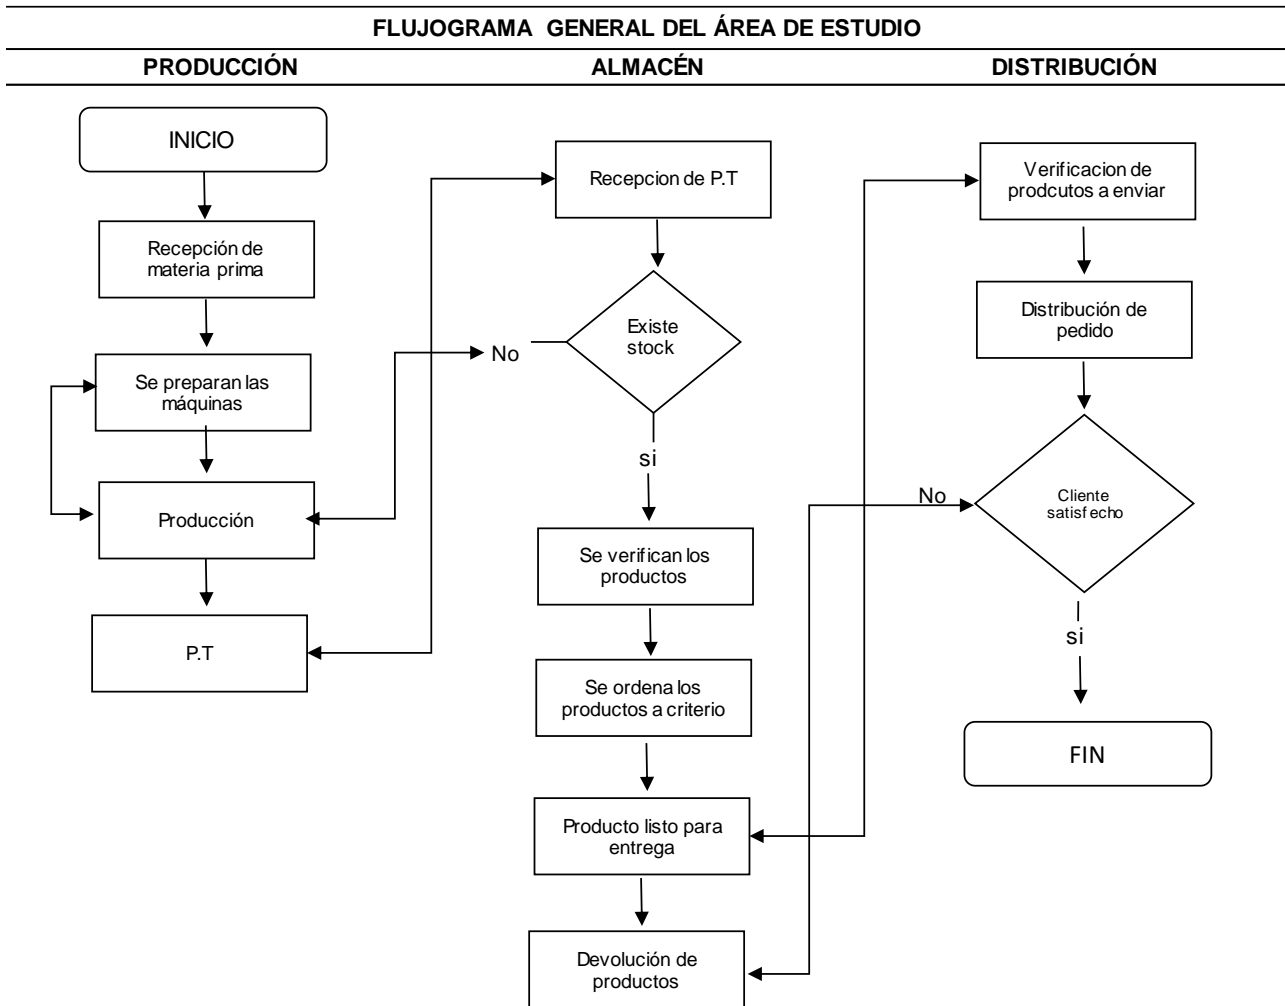 FLUJOGRAMA GENERAL DEL ÁREA DE ESTUDIO
PRODUCCIÓN
ALMACÉN
DISTRIBUCIÓN
INICIO
Recepción de
materia prima
Se preparan las
máquinas
Producción
P.T
Recepcion de P.T
Existe
stock
No
si
Se verifican los
productos
Se ordena los
productos a criterio
Producto listo para
entrega
Devolución de
productos
Verificacion de
prodcutos a enviar
Distribución de
pedido
Cliente
satisfecho
No
si
FIN